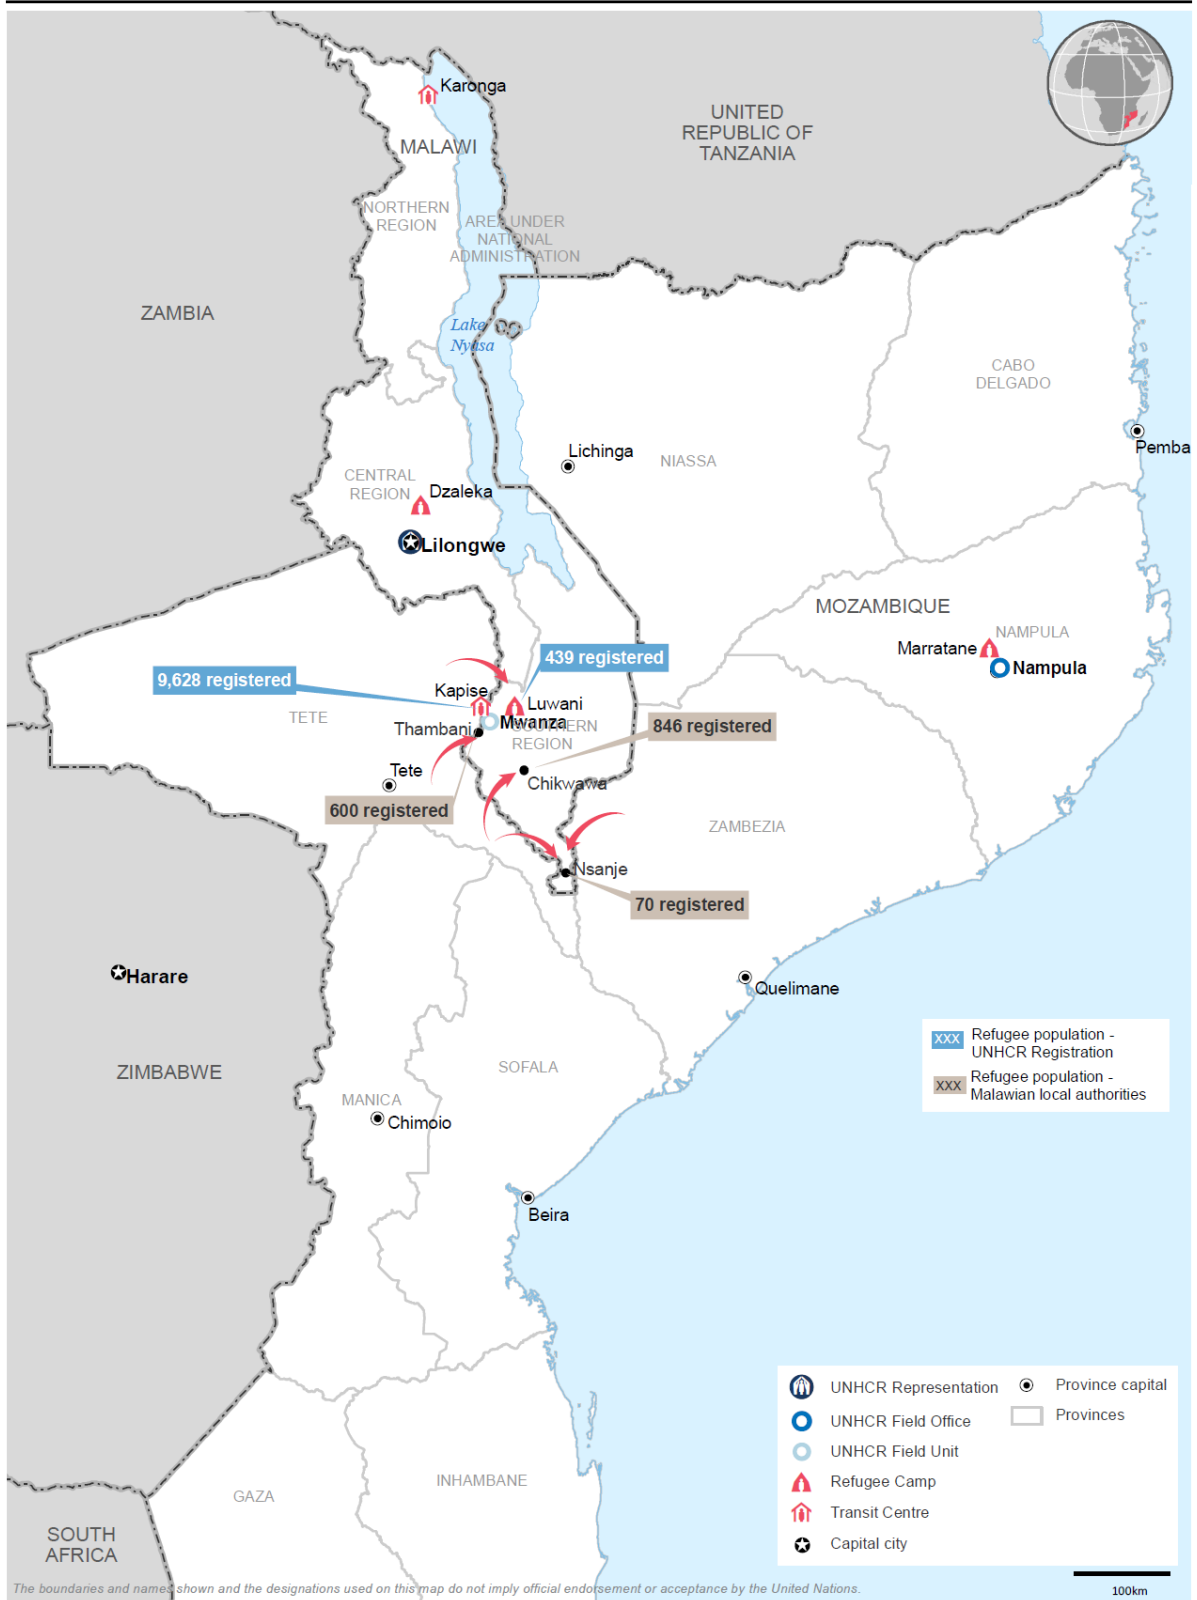 Karonga
UNITED
REPUBLIC OF
TANZANIA
MALAWI
NORTHERN
REGION
AREA UNDER
NATIONAL
ADMINISTRATION
ZAMBIA
Lake
Nyasa
CABO
DELGADO
Pemba
Lichinga
NIASSA
CENTRAL
REGION
Dzaleka
Lilongwe
MOZAMBIQUE
NAMPULA
Marratane
Nampula
439 registered
9,628 registered
Kapise
Luwani
TETE
Thambani
Mwanza
SOUTHERN
REGION
846 registered
Tete
Chikwawa
600 registered
ZAMBEZIA
Nsanje
70 registered
Harare
Quelimane
ZIMBABWE
SOFALA
MANICA
Chimoio
Beira
XXX Refugee population -
UNHCR Registration
XXX Refugee population -
Malawian local authorities
UNHCR Representation
Province capital
UNHCR Field Office
Provinces
UNHCR Field Unit
Refugee Camp
Transit Centre
Capital city
GAZA
INHAMBANE
SOUTH
AFRICA
The boundaries and names shown and the designations used on this map do not imply official endorsement or acceptance by the United Nations.
100km